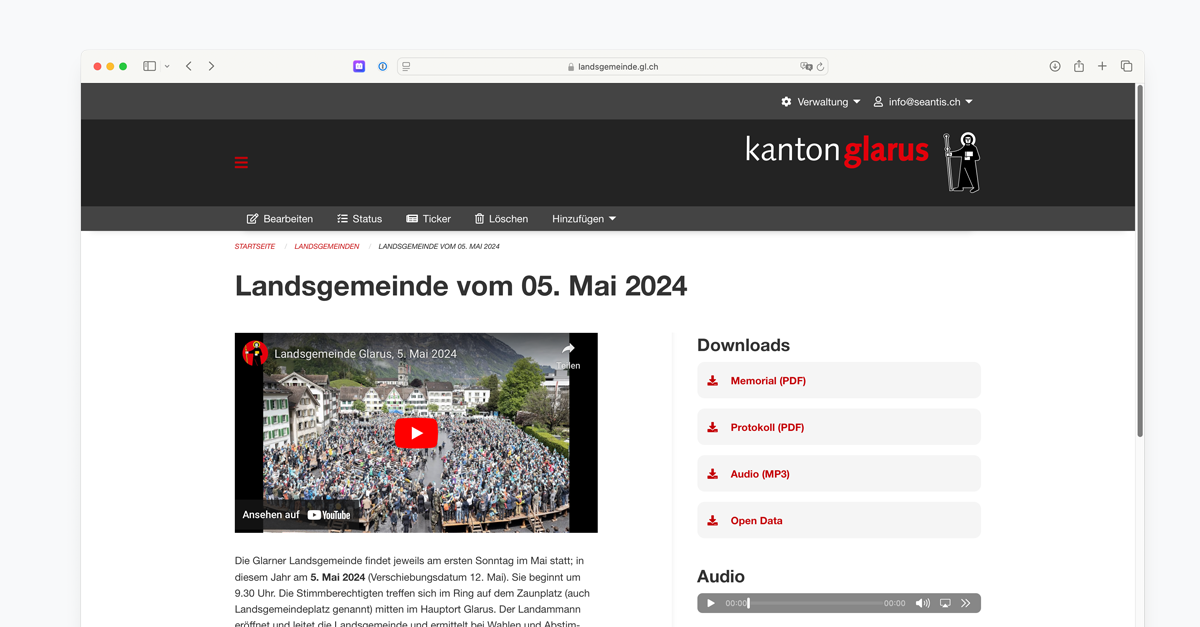 landsgemeinde.gl.ch
Verwaltung info@seantis.ch
kanton glarus
Bearbeiten Status Ticker Löschen Hinzufügen
STARTSEITE / LANDSGEMEINDEN / LANDSGEMEINDE VOM 05. MAI 2024
Landsgemeinde vom 05. Mai 2024
Landsgemeinde Glarus, 5. Mai 2024
Teilen
Ansehen auf YouTube
Die Glarner Landsgemeinde findet jeweils am ersten Sonntag im Mai statt; in
diesem Jahr am 5. Mai 2024 (Verschiebungsdatum 12. Mai). Sie beginnt um
9.30 Uhr. Die Stimmberechtigten treffen sich im Ring auf dem Zaunplatz (auch
Landsgemeindeplatz genannt) mitten im Hauptort Glarus. Der Landammann
eröffnet und leitet die Landsgemeinde und ermittelt bei Wahlen und Abstim-
Downloads
Memorial (PDF)
Protokoll (PDF)
Audio (MP3)
Open Data
Audio
00:00 00:00